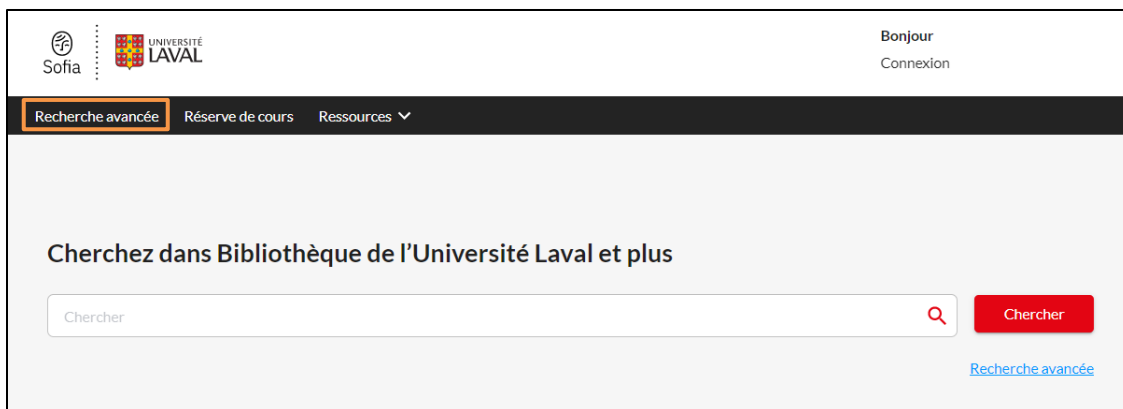 Sofia
UNIVERSITÉ
LAVAL
Bonjour
Connexion
Recherche avancée Réserve de cours Ressources
Cherchez dans Bibliothèque de l'Université Laval et plus
Chercher
Chercher
Recherche avancée